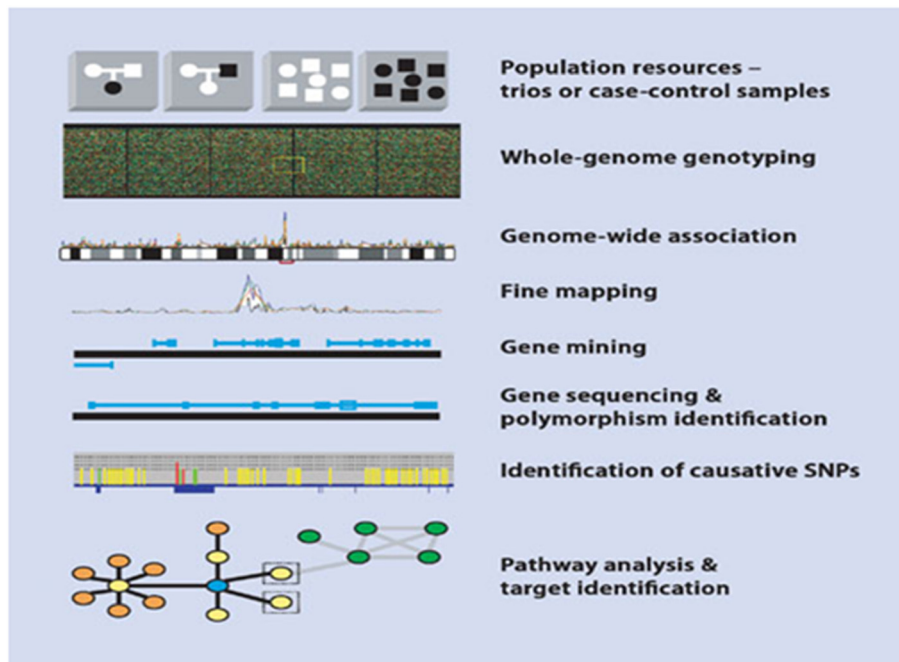 Population resources –
trios or case-control samples
Whole-genome genotyping
Genome-wide association
Fine mapping
Gene mining
Gene sequencing &
polymorphism identification
Identification of causative SNPs
Pathway analysis &
target identification